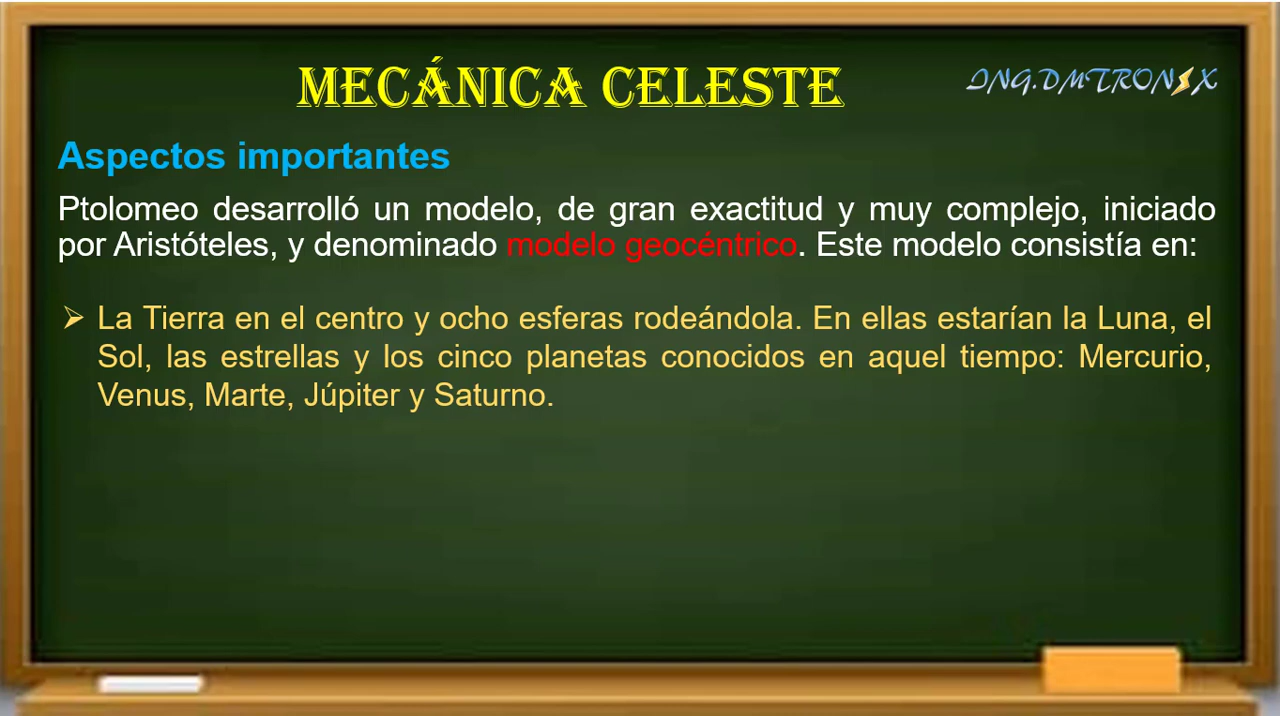 MECÁNICA CELESTE
ING.DMTRONIX
Aspectos importantes
Ptolomeo desarrolló un modelo, de gran exactitud y muy complejo, iniciado
por Aristóteles, y denominado modelo geocéntrico. Este modelo consistía en:
➢ La Tierra en el centro y ocho esferas rodeándola. En ellas estarían la Luna, el
Sol, las estrellas y los cinco planetas conocidos en aquel tiempo: Mercurio,
Venus, Marte, Júpiter y Saturno.